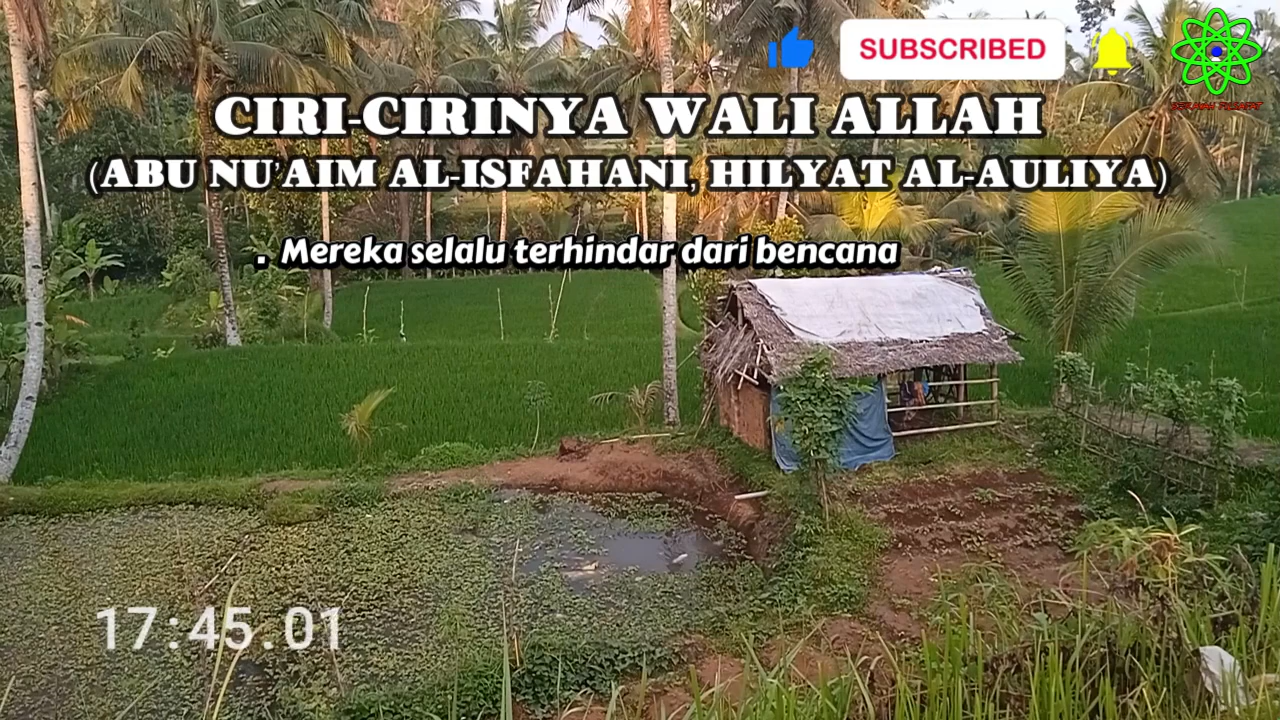 SUBSCRIBED
CIRI-CIRINYA WALI ALLAH
(ABU NU'AIM AL-ISFAHANI, HILYAT AL-AULIYA)
. Mereka selalu terhindar dari bencana
17:45.01